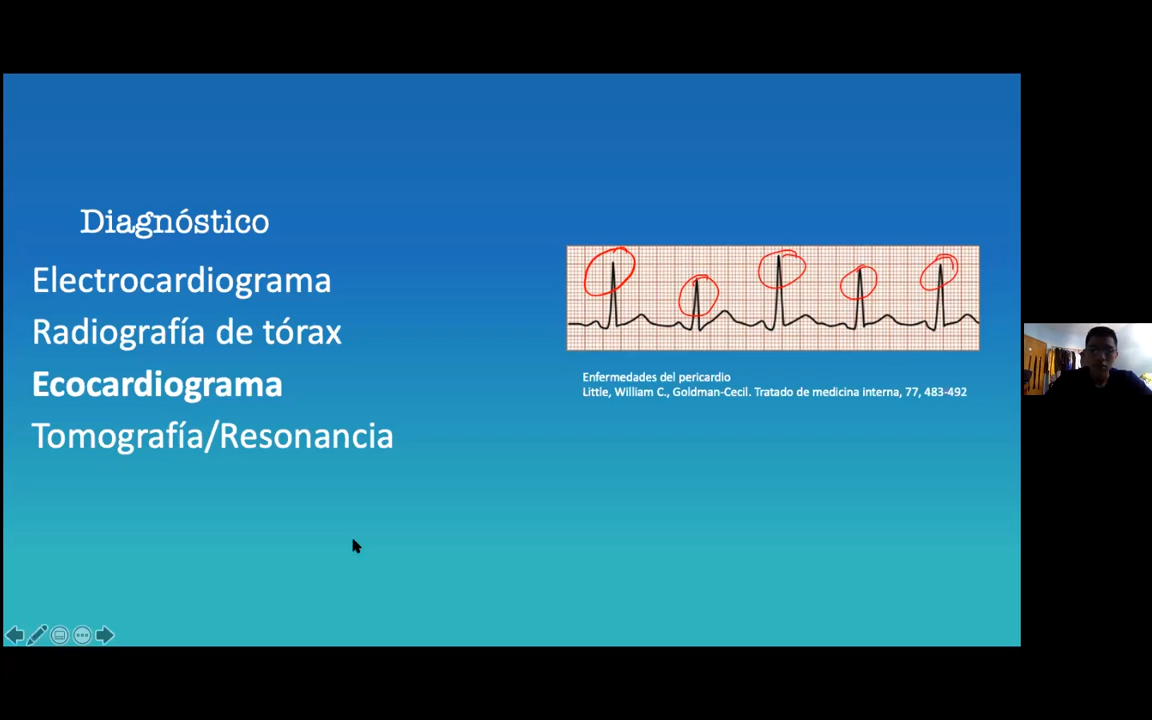 Diagnóstico
Electrocardiograma
Radiografía de tórax
Ecocardiograma
Tomografía/Resonancia
Enfermedades del pericardio
Little, William C., Goldman-Cecil. Tratado de medicina interna, 77, 483-492